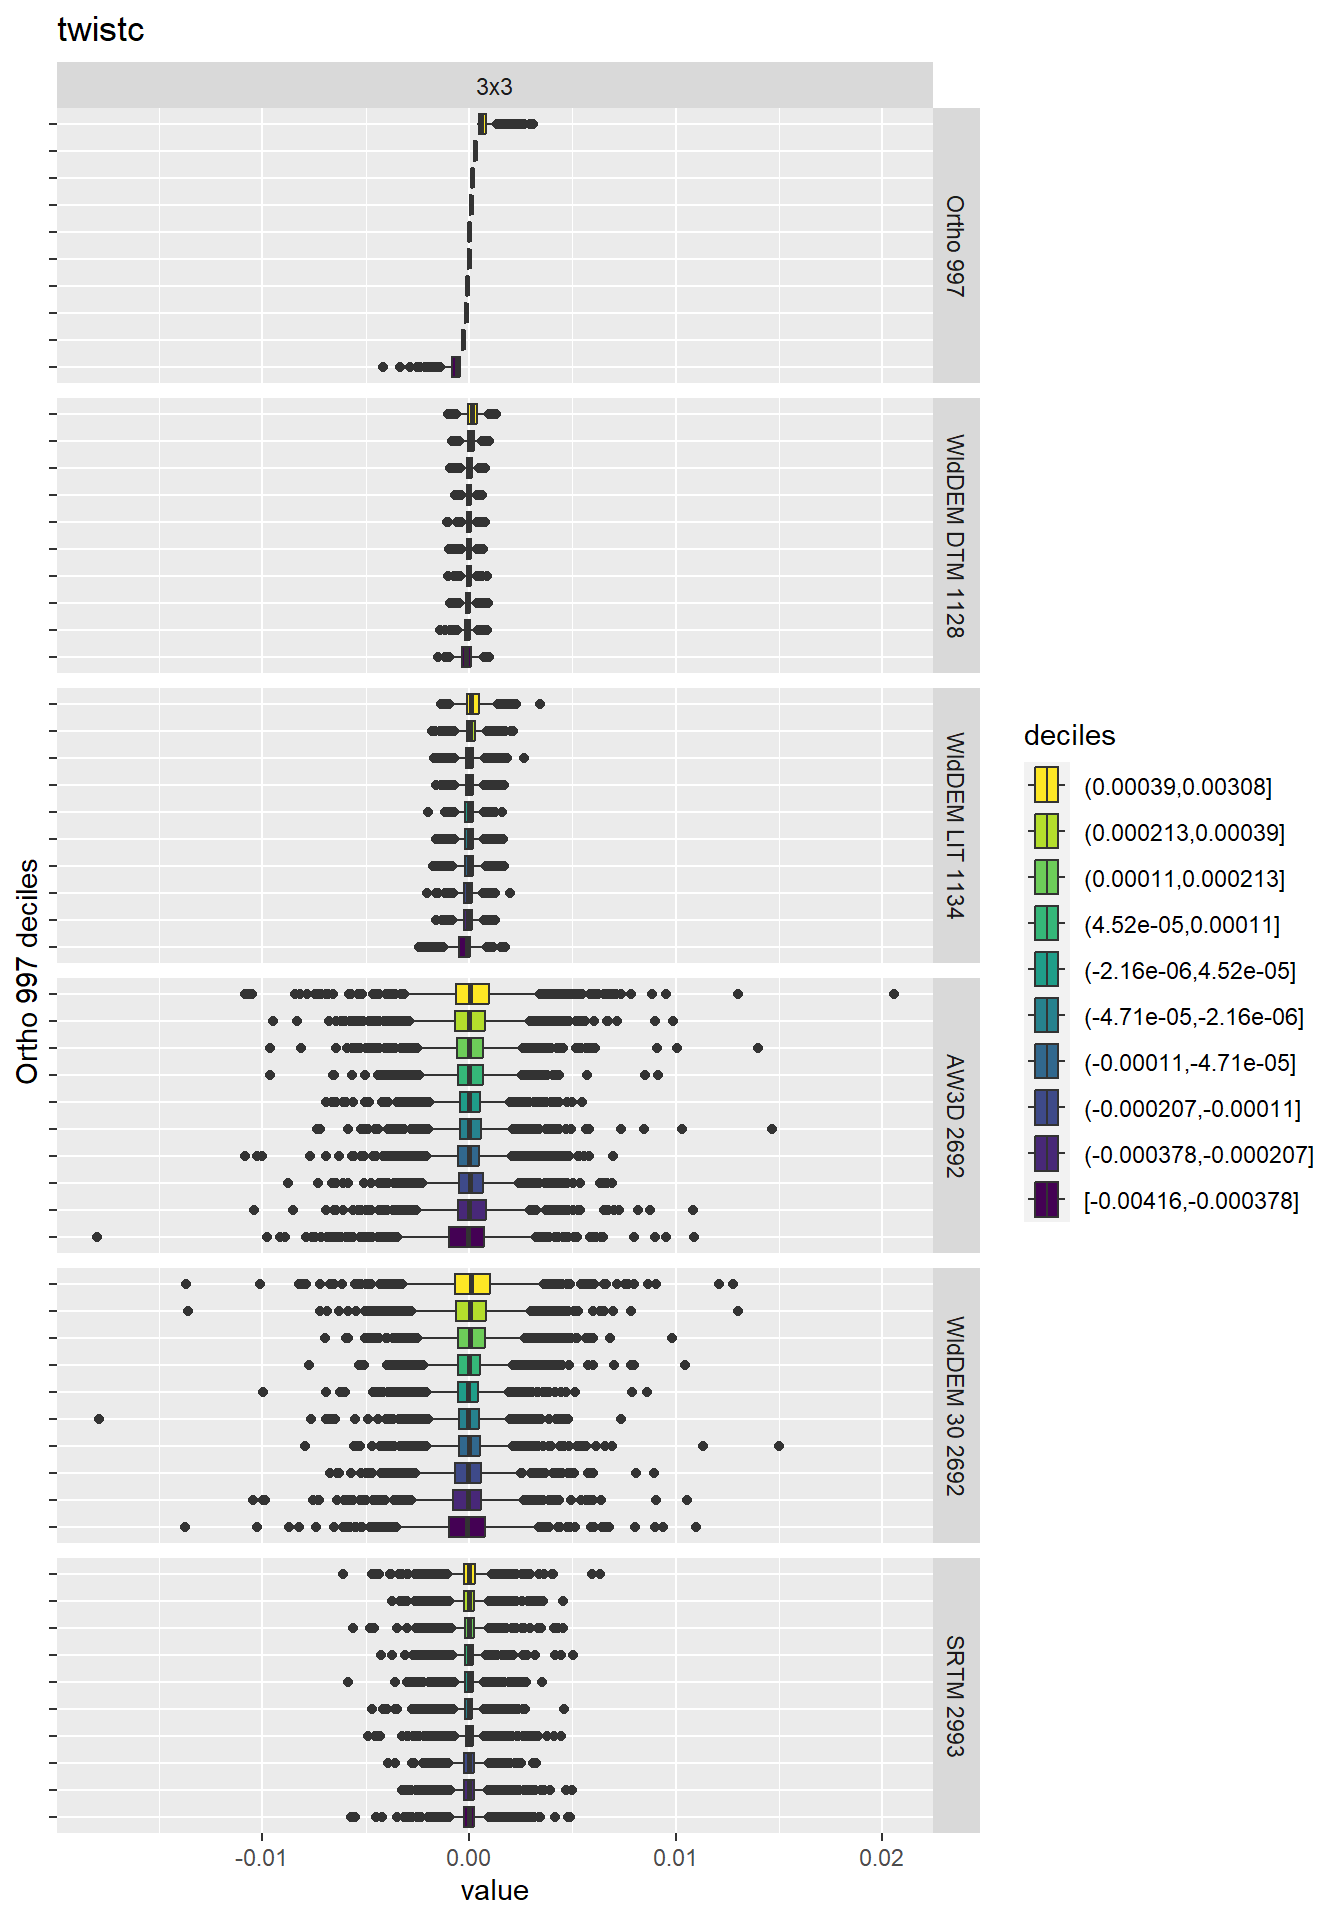 twistc
3x3
Ortho 997 deciles
Ortho 997
WldDEM DTM 1128
WldDEM LIT 1134
AW3D 2692
WldDEM 30 2692
SRTM 2993
-0.01
0.00
0.01
0.02
value
deciles
(0.00039,0.00308]
(0.000213,0.00039]
(0.00011,0.000213]
(4.52e-05,0.00011]
(-2.16e-06,4.52e-05]
(-4.71e-05,-2.16e-06]
(-0.00011,-4.71e-05]
(-0.000207,-0.00011]
(-0.000378,-0.000207]
[-0.00416,-0.000378]